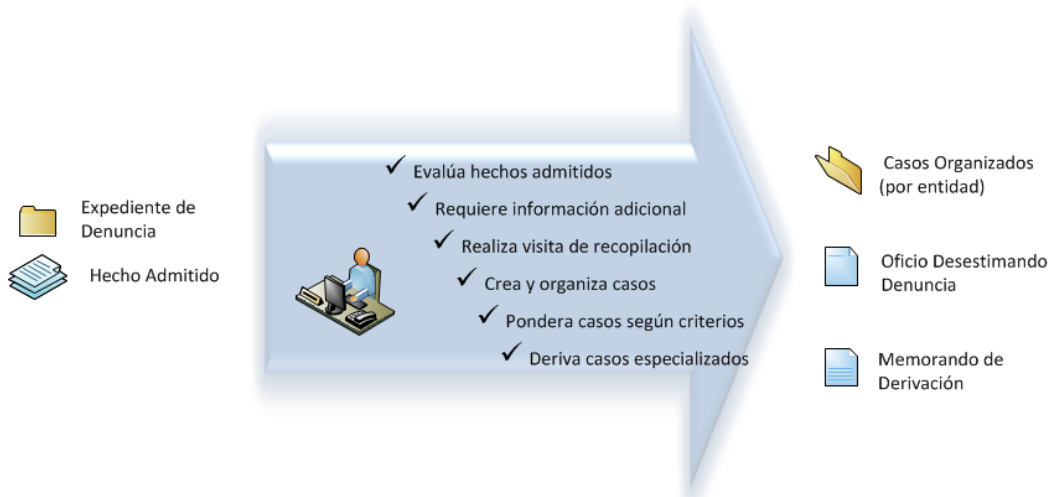 Expediente de
Denuncia
Hecho Admitido
Evalúa hechos admitidos
Requiere información adicional
Realiza visita de recopilación
Crea y organiza casos
Pondera casos según criterios
Deriva casos especializados
Casos Organizados
(por entidad)
Oficio Desestimando
Denuncia
Memorando de
Derivación